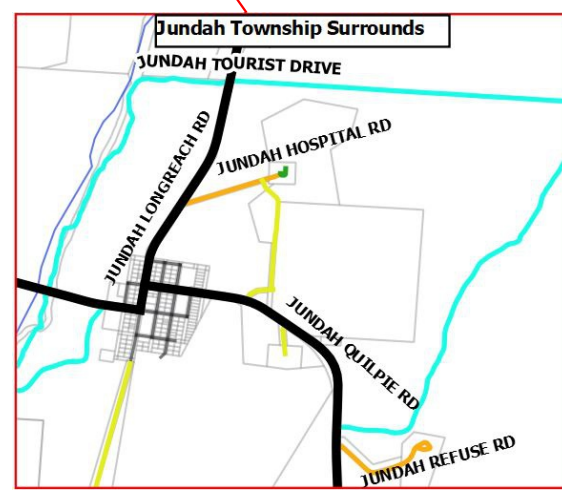 Jundah Township Surrounds
JUNDAH TOURIST DRIVE
JUNDAH HOSPITAL RD
JUNDAH LONGREACH RD
JUNDAH QUILPIE RD
JUNDAH REFUSE RD